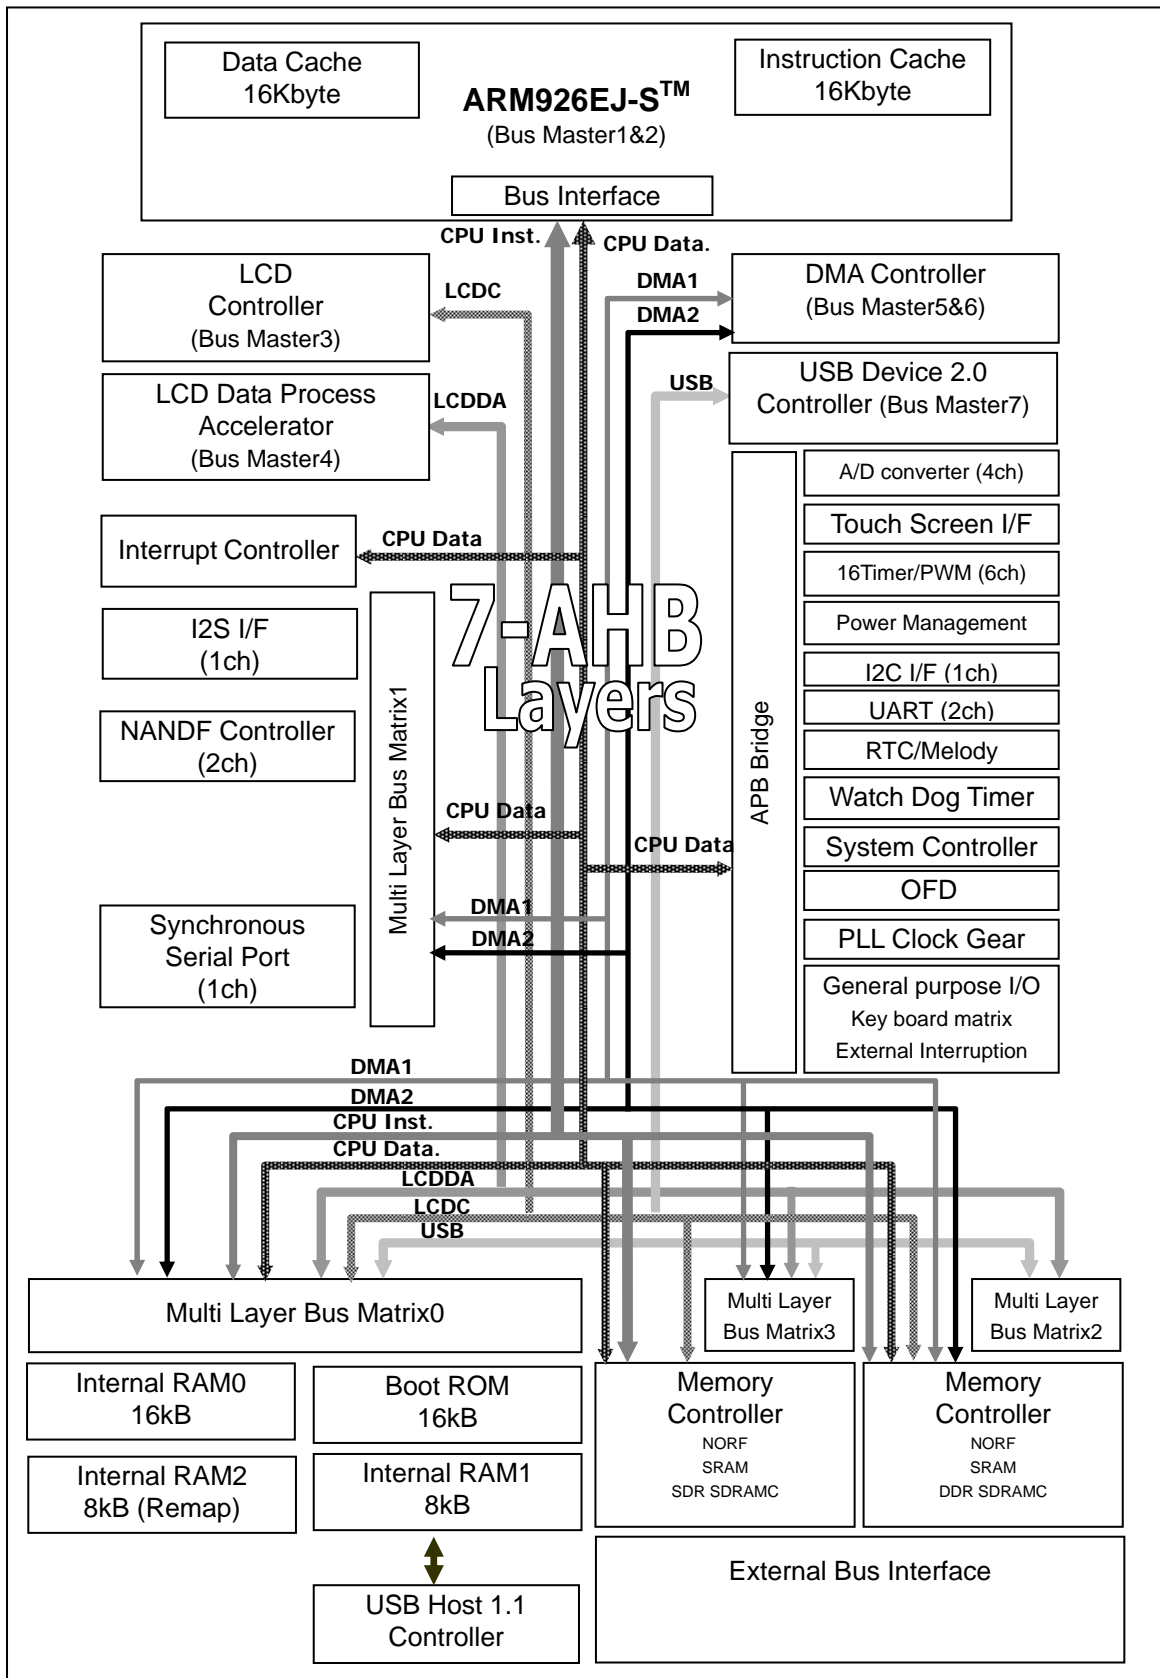 Data Cache
16Kbyte
ARM926EJ-S™
(Bus Master1&2)
Instruction Cache
16Kbyte
Bus Interface
CPU Inst.
CPU Data.
LCD
Controller
(Bus Master3)
LCDC
DMA1
DMA2
DMA Controller
(Bus Master5&6)
LCD Data Process
Accelerator
(Bus Master4)
LCDDA
USB
USB Device 2.0
Controller (Bus Master7)
A/D converter (4ch)
Touch Screen I/F
16Timer/PWM (6ch)
Power Management
I2C I/F (1ch)
UART (2ch)
RTC/Melody
Watch Dog Timer
System Controller
OFD
PLL Clock Gear
General purpose I/O
Key board matrix
External Interruption
APB Bridge
Interrupt Controller
CPU Data
I2S I/F
(1ch)
NANDF Controller
(2ch)
Synchronous
Serial Port
(1ch)
Multi Layer Bus Matrix1
7-AHB
Layers
CPU Data
CPU Data
DMA1
DMA2
DMA1
DMA2
CPU Inst.
CPU Data.
LCDDA
LCDC
USB
Multi Layer Bus Matrix0
Multi Layer
Bus Matrix3
Multi Layer
Bus Matrix2
Internal RAM0
16kB
Boot ROM
16kB
Internal RAM2
8kB (Remap)
Internal RAM1
8kB
Memory
Controller
NORF
SRAM
SDR SDRAMC
Memory
Controller
NORF
SRAM
DDR SDRAMC
USB Host 1.1
Controller
External Bus Interface